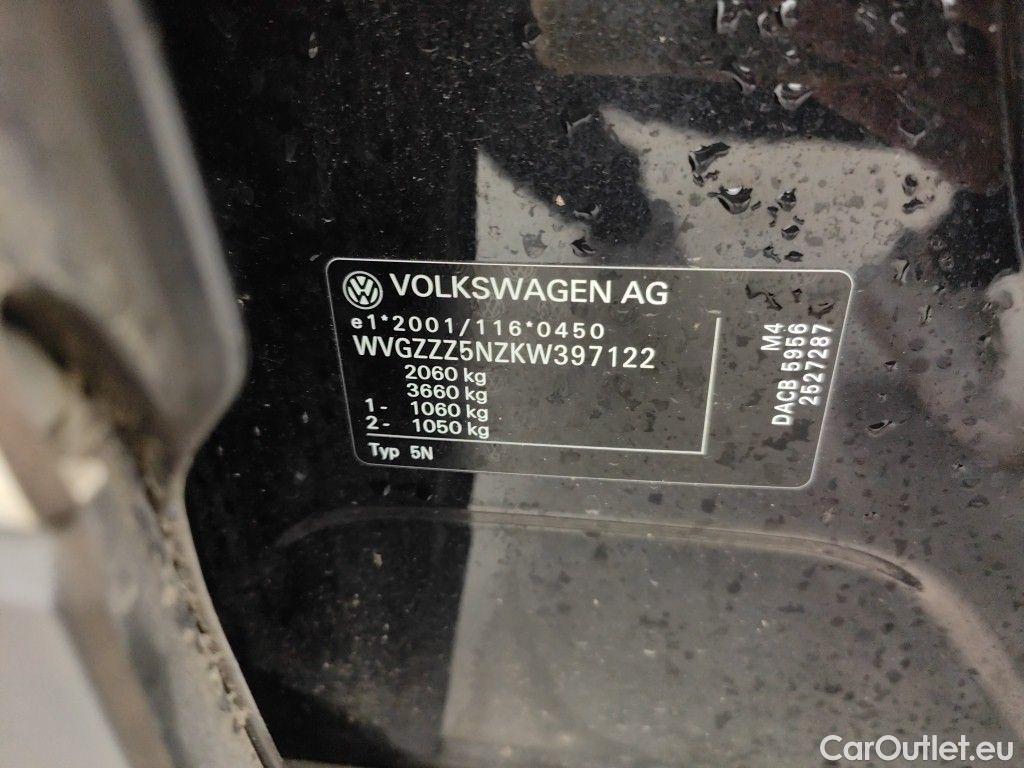 VOLKSWAGEN AG
e1*2001/116*0450
WVGZZZ5NZKW397122
2060 kg
3660 kg
1- 1060 kg
2- 1050 kg
Typ 5N
M4
DACB 5956
2527287
CarOutlet.eu